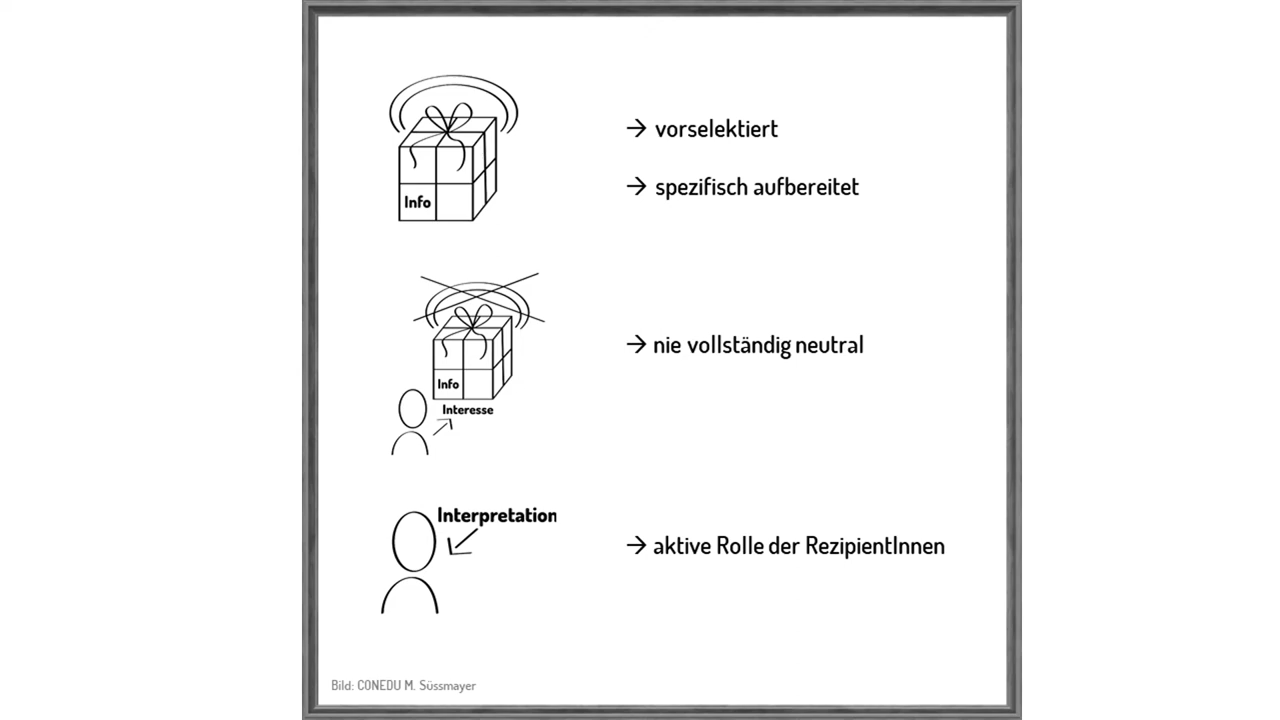 → vorselektiert
→ spezifisch aufbereitet
Info
→ nie vollständig neutral
Info
Interesse
Interpretation
→ aktive Rolle der RezipientInnen
Bild: CONEDU M. Süssmayer